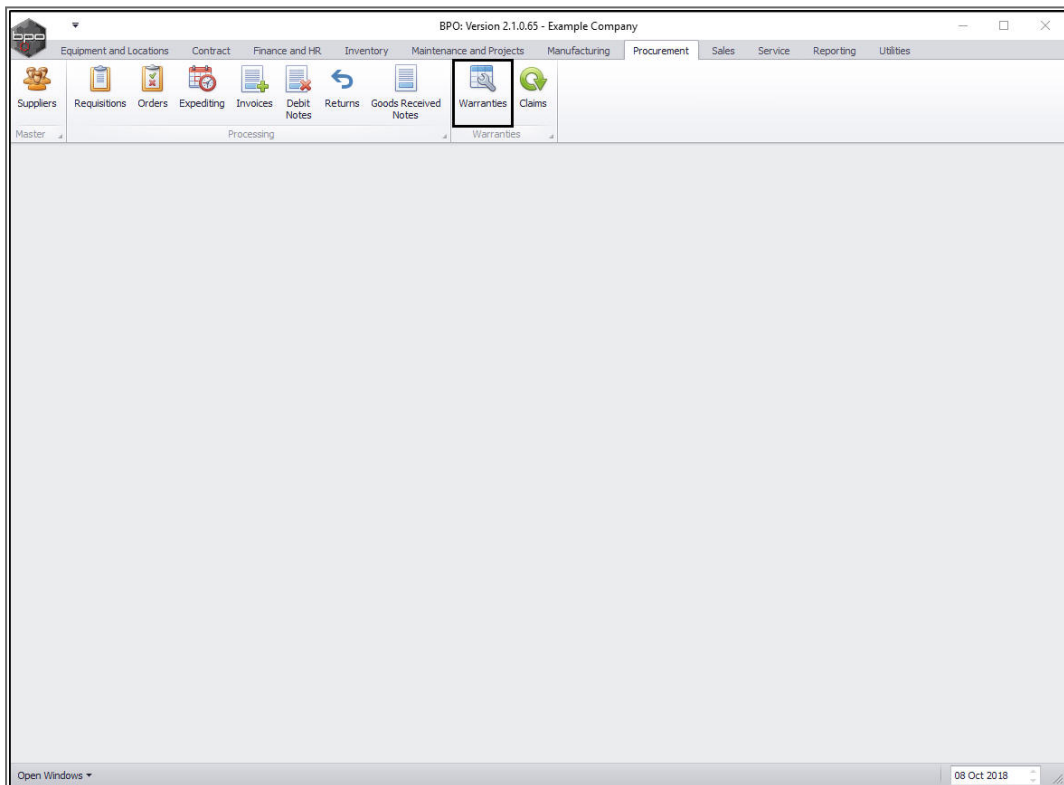 BPO: Version 2.1.0.65 - Example Company
bpo
Equipment and Locations Contract Finance and HR Inventory Maintenance and Projects Manufacturing Procurement Sales Service Reporting Utilities
Suppliers Requisitions Orders Expediting Invoices Debit Notes Returns Goods Received Notes Warranties Claims
Master Processing Warranties
Open Windows 08 Oct 2018